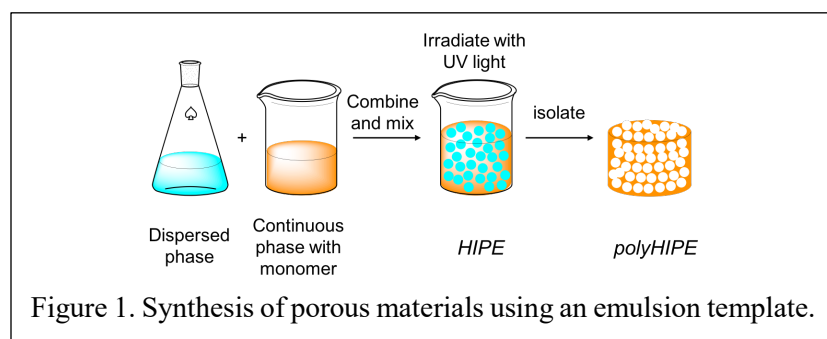 Irradiate with
UV light
Combine
and mix
isolate
+
Dispersed
phase
Continuous
phase with
monomer
HIPE
polyHIPE
Figure 1. Synthesis of porous materials using an emulsion template.